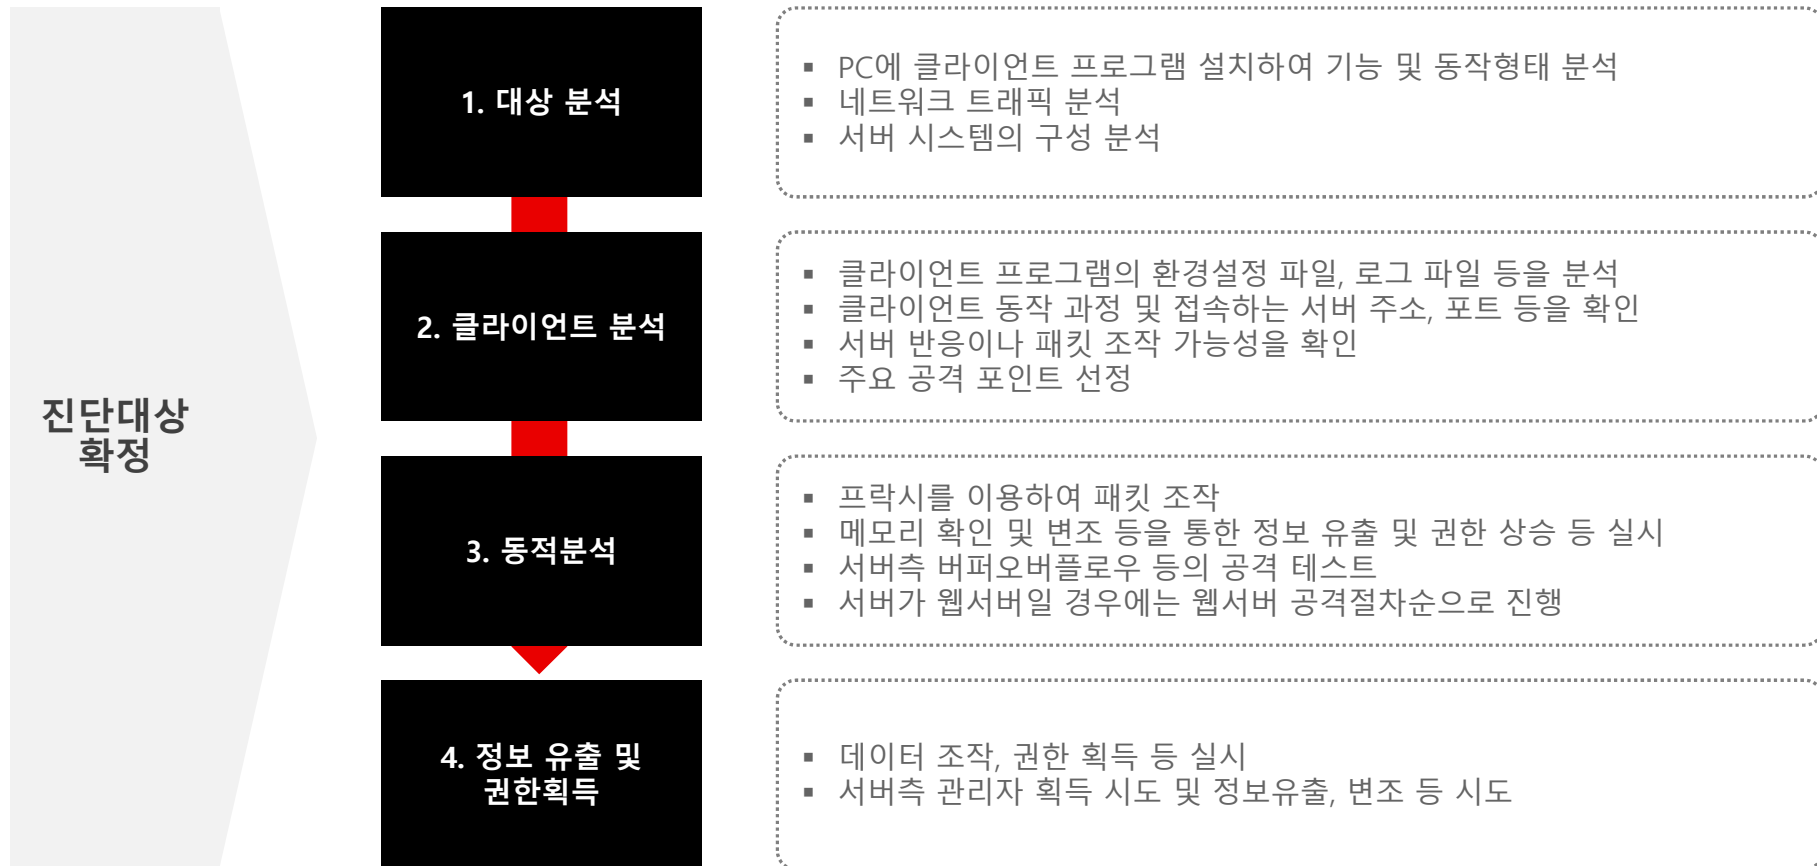 진단대상
확정
1. 대상 분석
▪ PC에 클라이언트 프로그램 설치하여 기능 및 동작형태 분석
▪ 네트워크 트래픽 분석
▪ 서버 시스템의 구성 분석
2. 클라이언트 분석
▪ 클라이언트 프로그램의 환경설정 파일, 로그 파일 등을 분석
▪ 클라이언트 동작 과정 및 접속하는 서버 주소, 포트 등을 확인
▪ 서버 반응이나 패킷 조작 가능성을 확인
▪ 주요 공격 포인트 선정
3. 동적분석
▪ 프락시를 이용하여 패킷 조작
▪ 메모리 확인 및 변조 등을 통한 정보 유출 및 권한 상승 등 실시
▪ 서버측 버퍼오버플로우 등의 공격 테스트
▪ 서버가 웹서버일 경우에는 웹서버 공격절차순으로 진행
4. 정보 유출 및
권한획득
▪ 데이터 조작, 권한 획득 등 실시
▪ 서버측 관리자 획득 시도 및 정보유출, 변조 등 시도